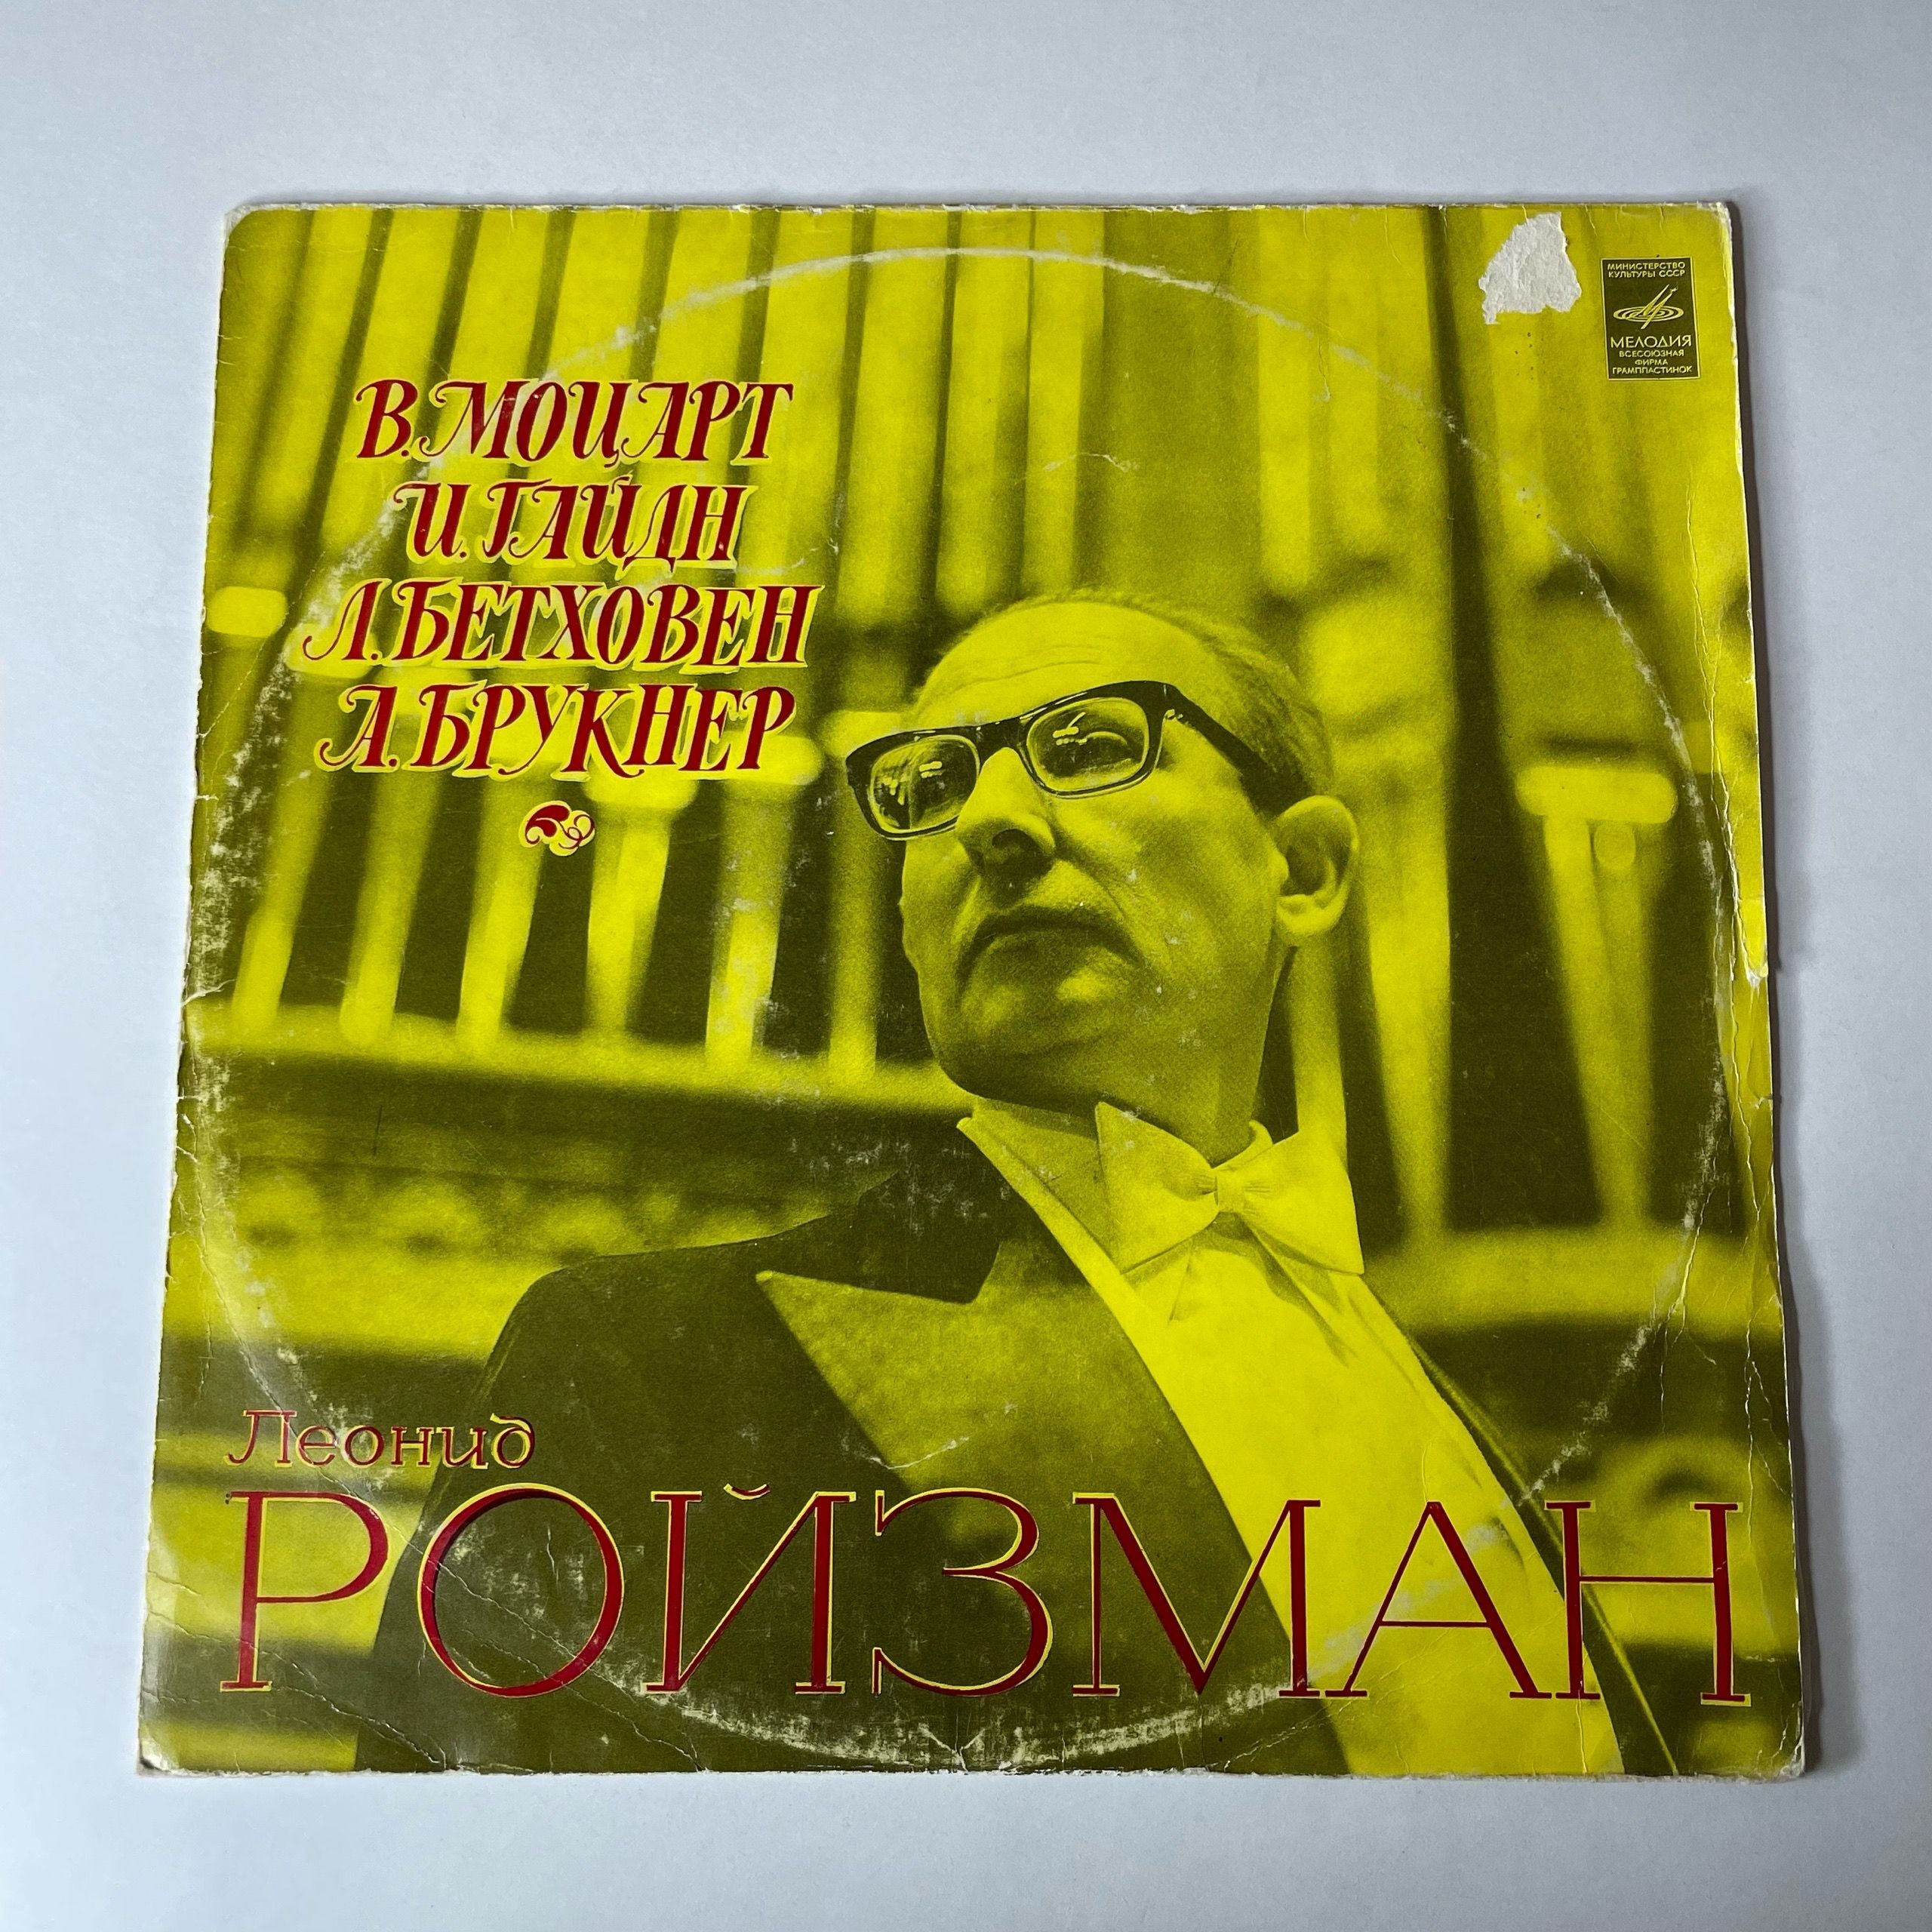 В. МОЦАРТ
И. ГАЙДН
Л. БЕТХОВЕН
А. БРУКНЕР
МИНИСТЕРСТВО
КУЛЬТУРЫ СССР
МЕЛОДИЯ
ВСЕСОЮЗНАЯ
ФИРМА
ГРАМПЛАСТИНОК
Леонид
РОЙЗМАН